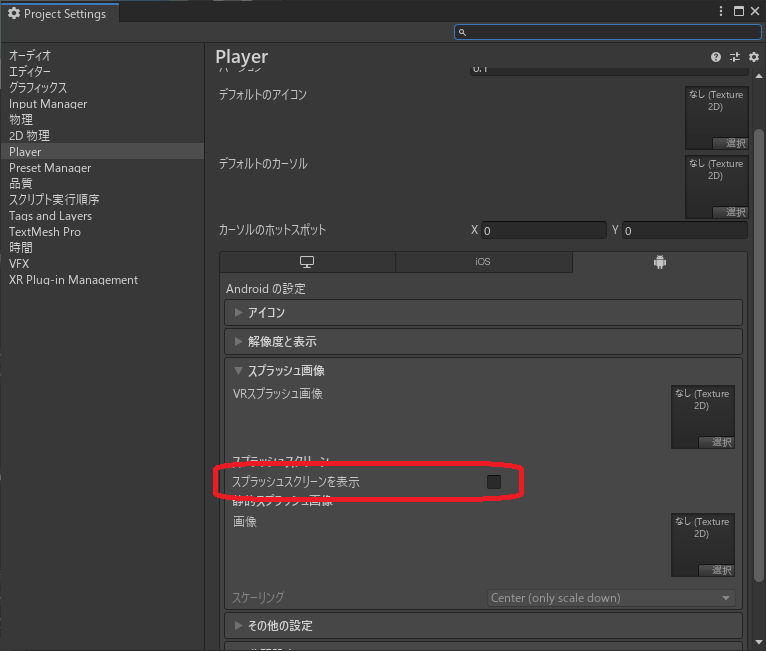 Project Settings
オーディオ
エディター
グラフィックス
Input Manager
物理
2D 物理
Player
Preset Manager
品質
スクリプト実行順序
Tags and Layers
TextMesh Pro
時間
VFX
XR Plug-in Management
Player
バージョン
0.1
デフォルトのアイコン
なし (Texture
2D)
選択
デフォルトのカーソル
なし (Texture
2D)
選択
カーソルのホットスポット
X 0
Y 0
iOS
Android の設定
アイコン
解像度と表示
スプラッシュ画像
VRスプラッシュ画像
なし (Texture
2D)
選択
スプラッシュスクリーン
スプラッシュスクリーンを表示
静的スプラッシュ画像
画像
なし (Texture
2D)
選択
スケーリング
Center (only scale down)
その他の設定